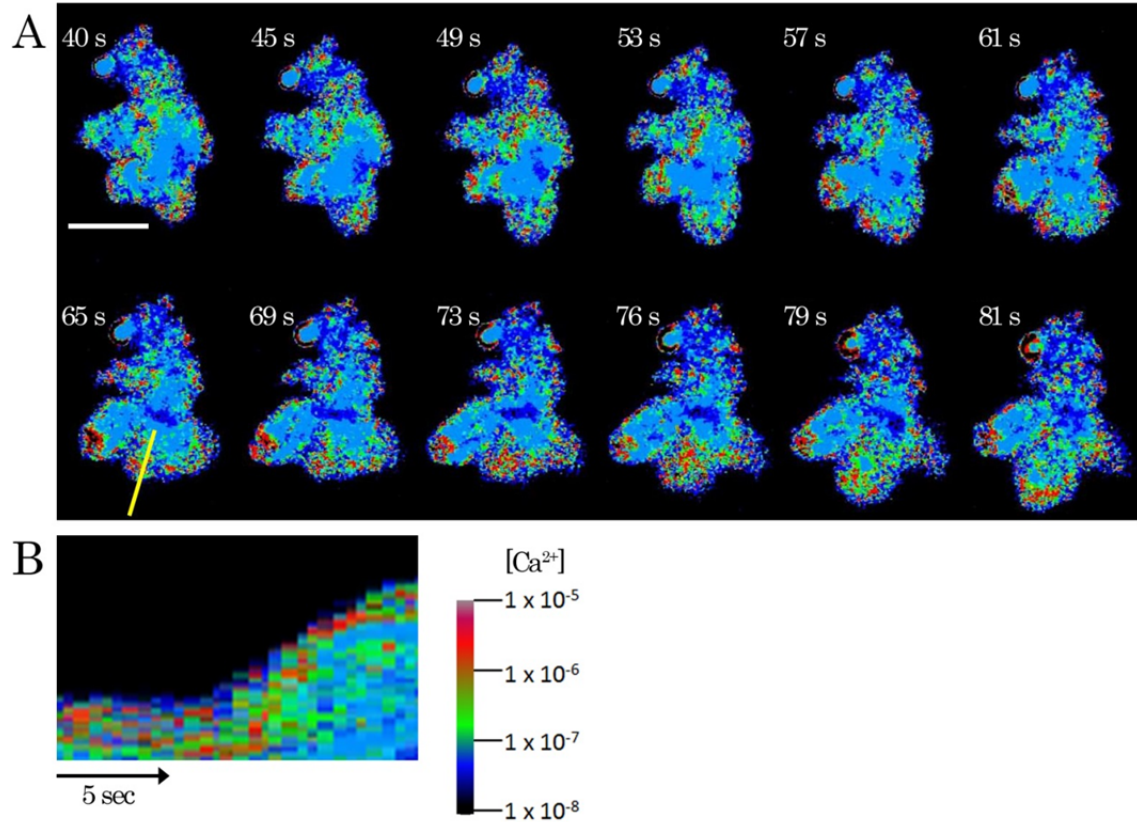 A
40 s 45 s 49 s 53 s 57 s 61 s
65 s 69 s 73 s 76 s 79 s 81 s
B
[Ca²⁺]
1 x 10⁻⁵
1 x 10⁻⁶
1 x 10⁻⁷
1 x 10⁻⁸
5 sec